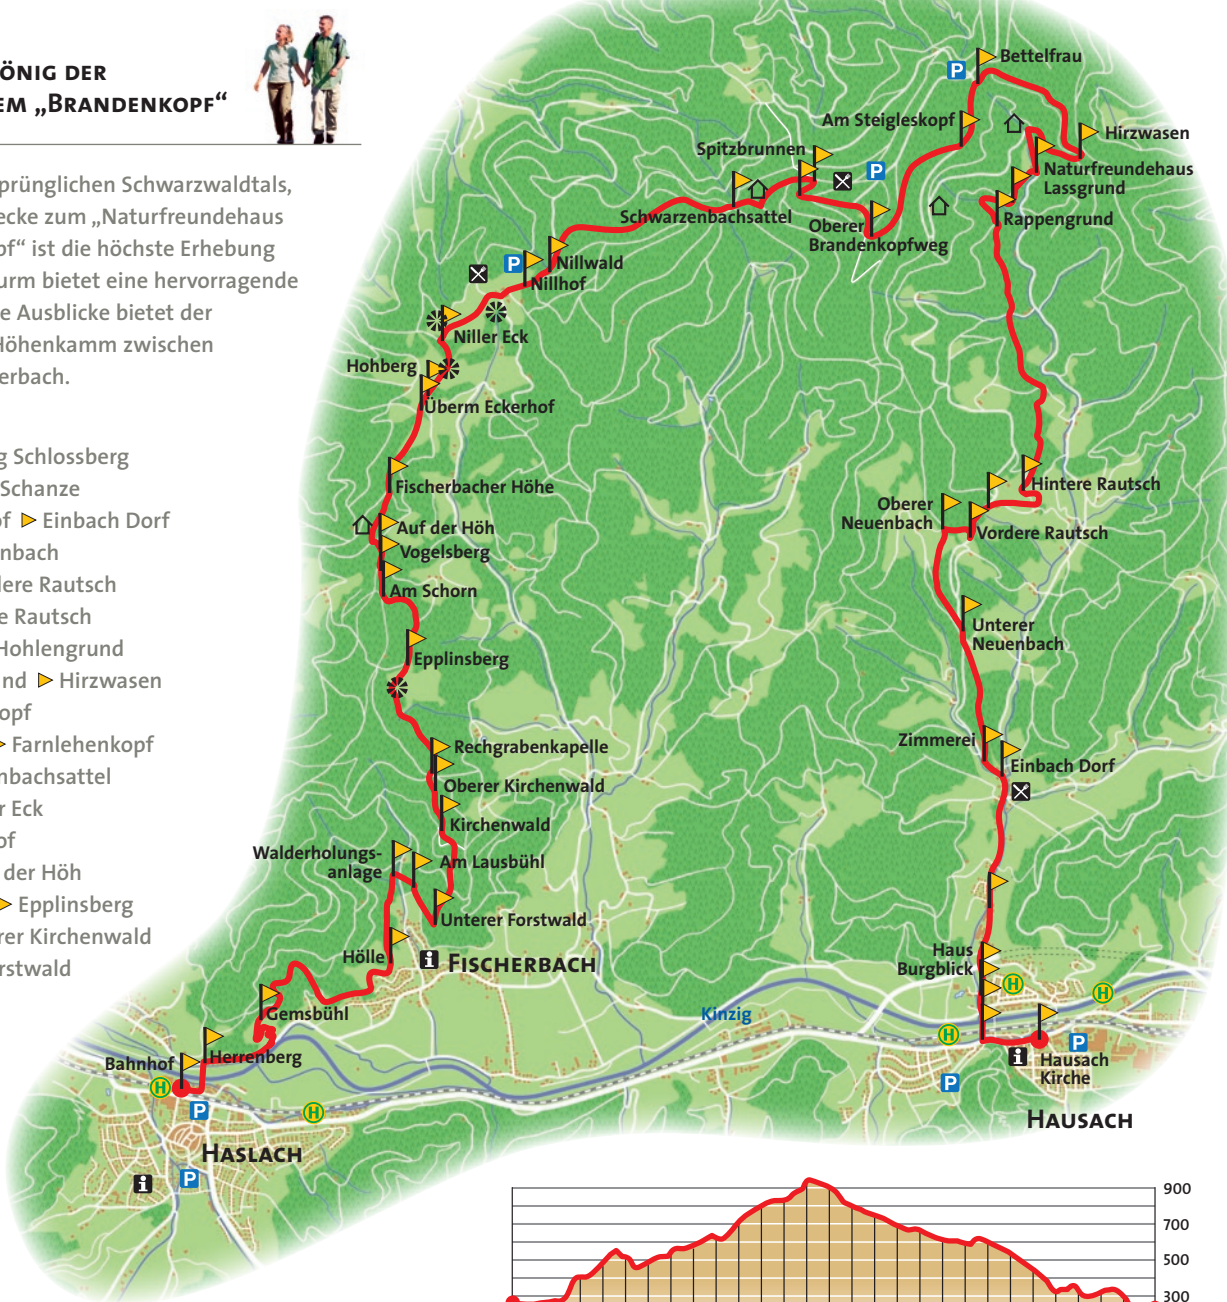 ÖNIG DER
EM „BRANDENKOPF“
sprünglichen Schwarzwaldtals,
ecke zum „Naturfreundehaus
pf“ ist die höchste Erhebung
urm bietet eine hervorragende
e Ausblicke bietet der
Höhenkamm zwischen
erbach.
g Schlossberg
Schanze
of Einbach Dorf
nbach
dere Rautsch
e Rautsch
Hohlengrund
nd Hirzwasen
opf
Farnlehenkopf
nbachsattel
r Eck
of
der Höh
Epplinsberg
rer Kirchenwald
rstwald
Bettelfrau
P
Am Steigleskopf
Hirzwasen
Spitzbrunnen
P
Naturfreundehaus
Lassgrund
Schwarzenbachsattel
Oberer
Brandenkopfweg
Rappengrund
Nillwald
P
Nillhof
Niller Eck
Hohberg
Überm Eckerhof
Fischerbacher Höhe
Hintere Rautsch
Oberer
Neuenbach
Vordere Rautsch
Auf der Höh
Vogelsberg
Am Schorn
Unterer
Neuenbach
Epplinsberg
Rechgrabenkapelle
Zimmerei
Einbach Dorf
Oberer Kirchenwald
Kirchenwald
Walderholungs-
anlage
Am Lausbühl
Unterer Forstwald
Hölle
i FISCHERBACH
Haus
Burgblick
H
H
Gemsbühl
Kinzig
Herrenberg
Bahnhof
H
P
H
H
i
P
Hausach
Kirche
P
HAUSACH
HASLACH
i
P
900
700
500
300